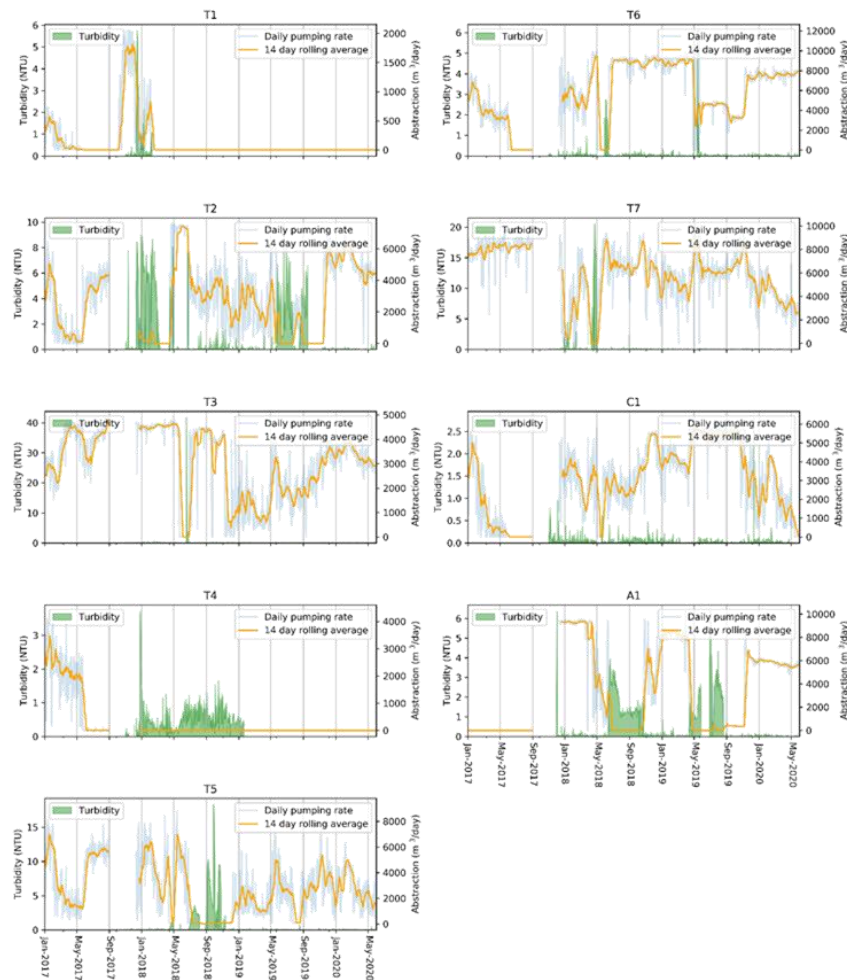 T1
Turbidity
Daily pumping rate
14 day rolling average
Turbidity (NTU)
Abstraction (m³/day)
6
5
4
3
2
1
0
2000
1500
1000
500
0
T6
Turbidity
Daily pumping rate
14 day rolling average
Turbidity (NTU)
Abstraction (m³/day)
6
5
4
3
2
1
0
12000
10000
8000
6000
4000
2000
0
T2
Turbidity
Daily pumping rate
14 day rolling average
Turbidity (NTU)
Abstraction (m³/day)
10
8
6
4
2
0
6000
4000
2000
0
T7
Turbidity
Daily pumping rate
14 day rolling average
Turbidity (NTU)
Abstraction (m³/day)
20
15
10
5
0
10000
8000
6000
4000
2000
0
T3
Turbidity
Daily pumping rate
14 day rolling average
Turbidity (NTU)
Abstraction (m³/day)
40
30
20
10
0
5000
4000
3000
2000
1000
0
C1
Turbidity
Daily pumping rate
14 day rolling average
Turbidity (NTU)
Abstraction (m³/day)
2.5
2.0
1.5
1.0
0.5
0.0
6000
5000
4000
3000
2000
1000
0
T4
Turbidity
Daily pumping rate
14 day rolling average
Turbidity (NTU)
Abstraction (m³/day)
3
2
1
0
4000
3000
2000
1000
0
A1
Turbidity
Daily pumping rate
14 day rolling average
Turbidity (NTU)
Abstraction (m³/day)
6
5
4
3
2
1
0
10000
8000
6000
4000
2000
0
Jan-2017
May-2017
Sep-2017
Jan-2018
May-2018
Sep-2018
Jan-2019
May-2019
Sep-2019
Jan-2020
May-2020
T5
Turbidity
Daily pumping rate
14 day rolling average
Turbidity (NTU)
Abstraction (m³/day)
15
10
5
0
8000
6000
4000
2000
0
Jan-2017
May-2017
Sep-2017
Jan-2018
May-2018
Sep-2018
Jan-2019
May-2019
Sep-2019
Jan-2020
May-2020